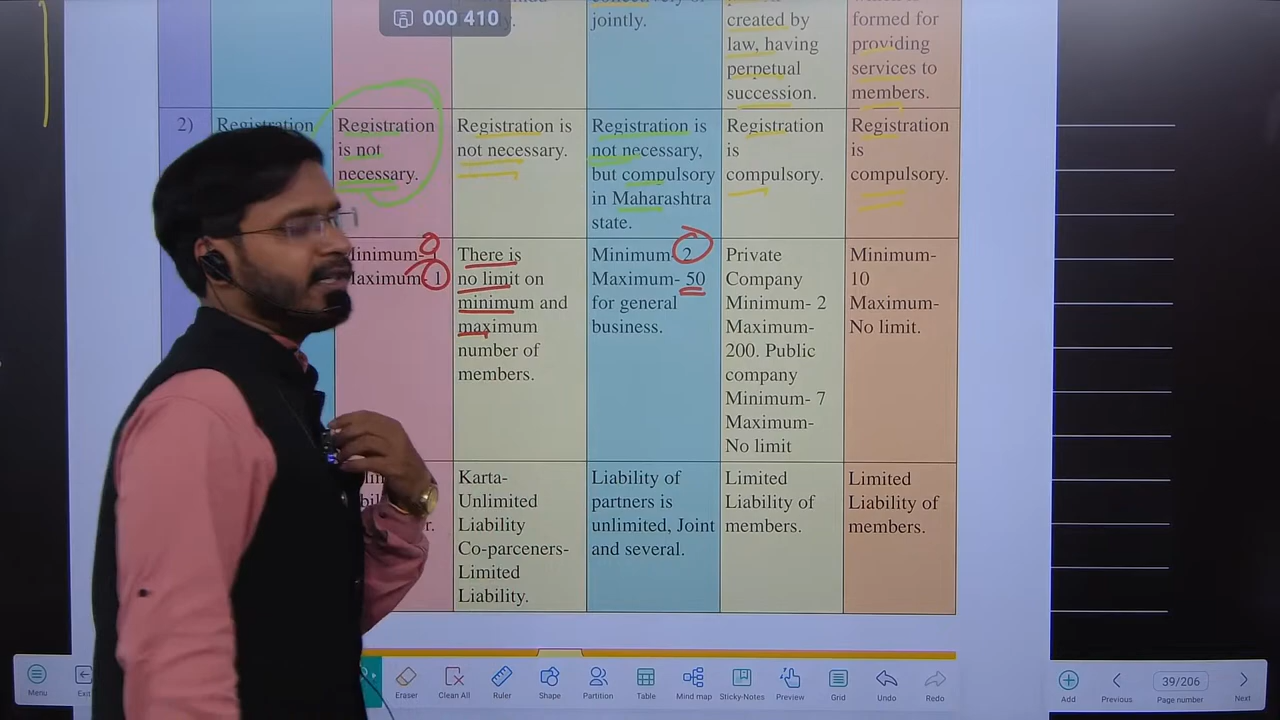 000 410
jointly.
created by
law, having
perpetual
succession.
formed for
providing
services to
members.
2)
Registration
Registration
is not
necessary.
Registration is
not necessary.
Registration is
not necessary,
but compulsory
in Maharashtra
state.
Registration
is
compulsory.
Registration
is
compulsory.
Minimum-
Maximum- 1
There is
no limit on
minimum and
maximum
number of
members.
Minimum- 2
Maximum- 50
for general
business.
Private
Company
Minimum- 2
Maximum-
200. Public
company
Minimum- 7
Maximum-
No limit
Minimum-
10
Maximum-
No limit.
Karta-
Unlimited
Liability
Co-parceners-
Limited
Liability.
Liability of
partners is
unlimited, Joint
and several.
Limited
Liability of
members.
Limited
Liability of
members.
Menu
Eraser
Clean All
Ruler
Shape
Partition
Table
Mind map
Sticky-Notes
Preview
Grid
Undo
Redo
Add
Previous
39/206
Page number
Next